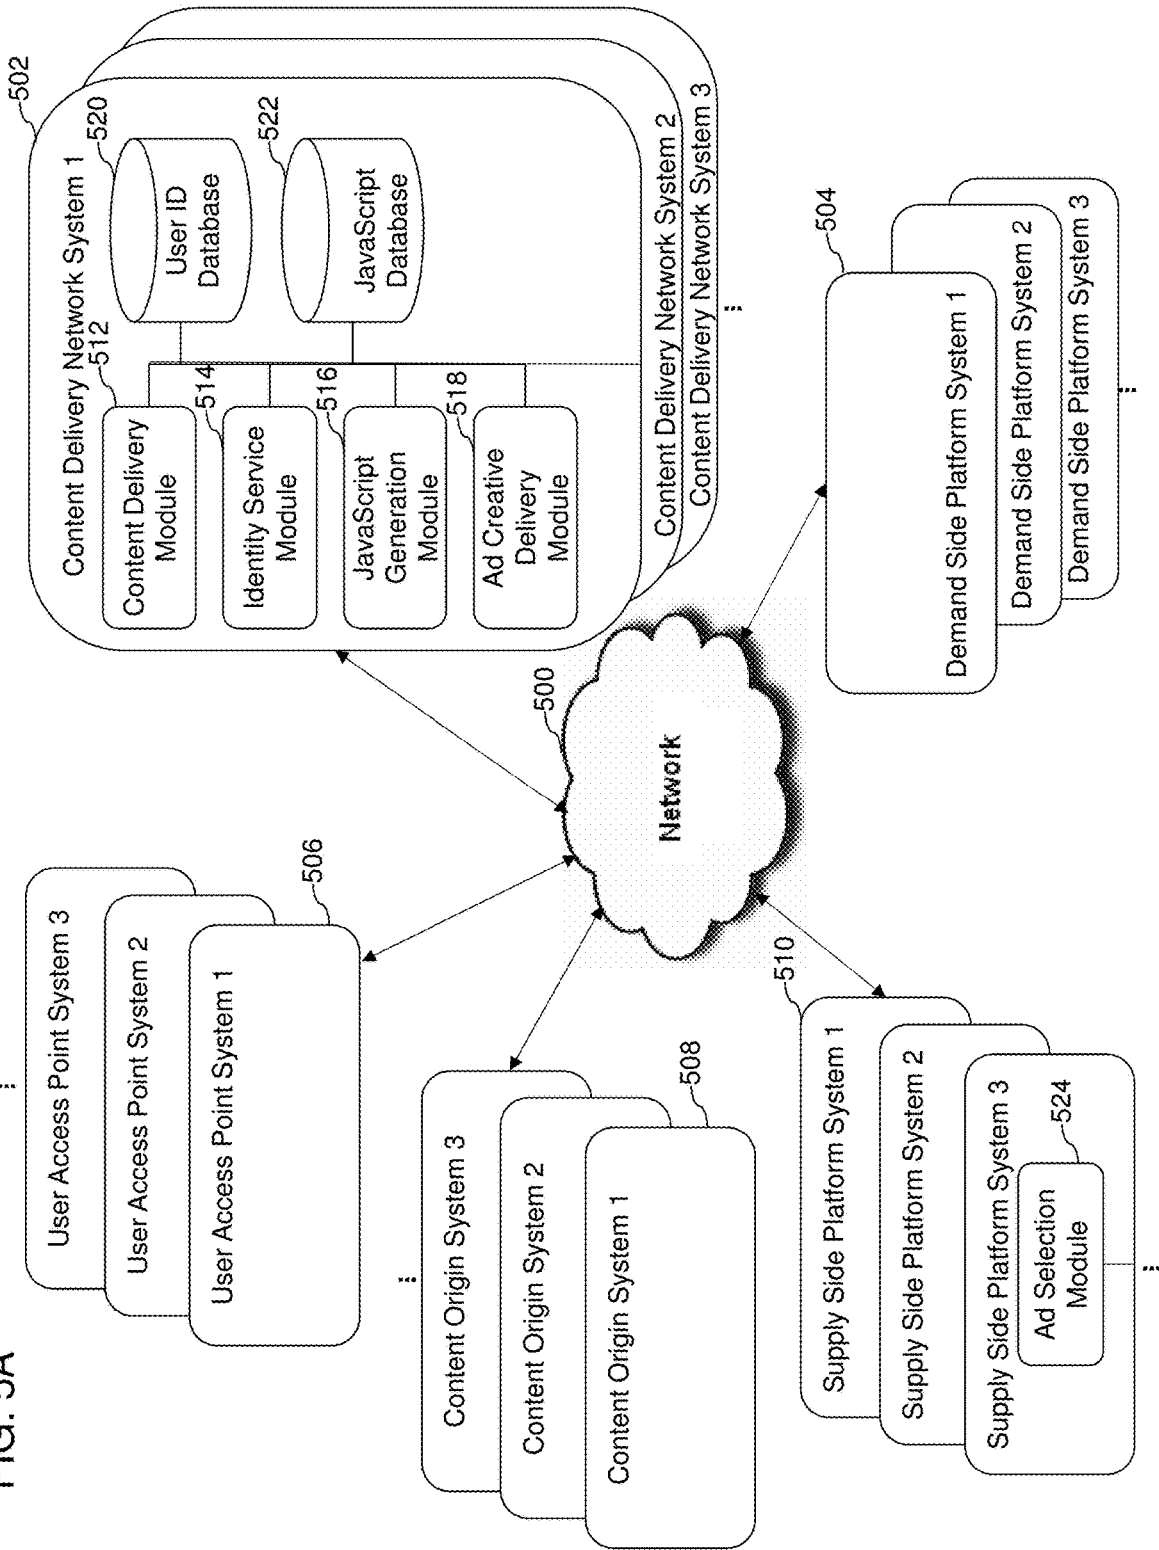 FIG. 5A
User Access Point System 3
User Access Point System 2
User Access Point System 1
506
...
502
Content Delivery Network System 1
512
Content Delivery
Module
514
Identity Service
Module
516
JavaScript
Generation
Module
518
Ad Creative
Delivery
Module
520
User ID
Database
522
JavaScript
Database
Content Delivery Network System 2
Content Delivery Network System 3
...
Content Origin System 3
Content Origin System 2
Content Origin System 1
508
...
500
Network
510
Supply Side Platform System 1
Supply Side Platform System 2
Supply Side Platform System 3
524
Ad Selection
Module
...
504
Demand Side Platform System 1
Demand Side Platform System 2
Demand Side Platform System 3
...